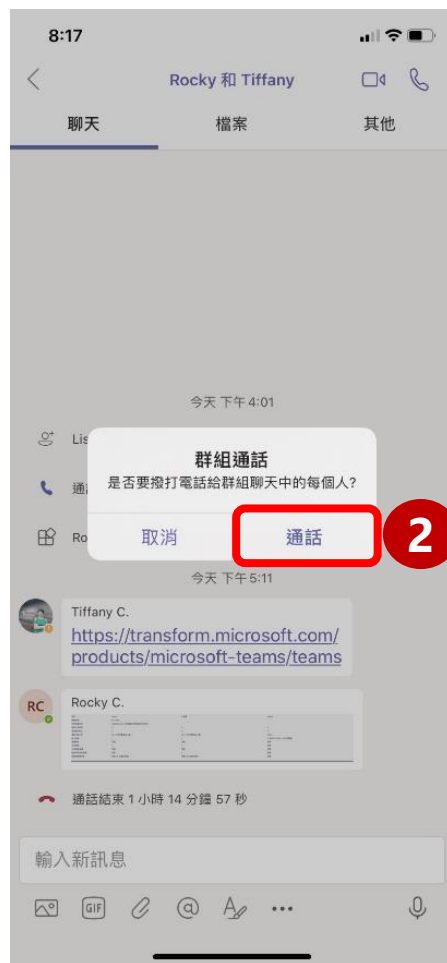 8:17
Rocky 和 Tiffany
聊天 檔案 其他
今天 下午 4:01
Lis
群組通話
是否要撥打電話給群組聊天中的每個人?
Ro
取消 通話
2
今天 下午 5:11
Tiffany C.
https://transform.microsoft.com/
products/microsoft-teams/teams
RC
Rocky C.
通話結束 1 小時 14 分鐘 57 秒
輸入新訊息
GIF